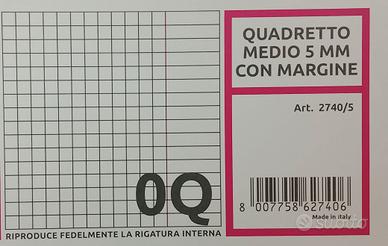 QUADRETTO
MEDIO 5 MM
CON MARGINE
Art. 2740/5
0Q
8 007758 627406
Made in Italy
RIPRODUCE FEDELMENTE LA RIGATURA INTERNA
subito